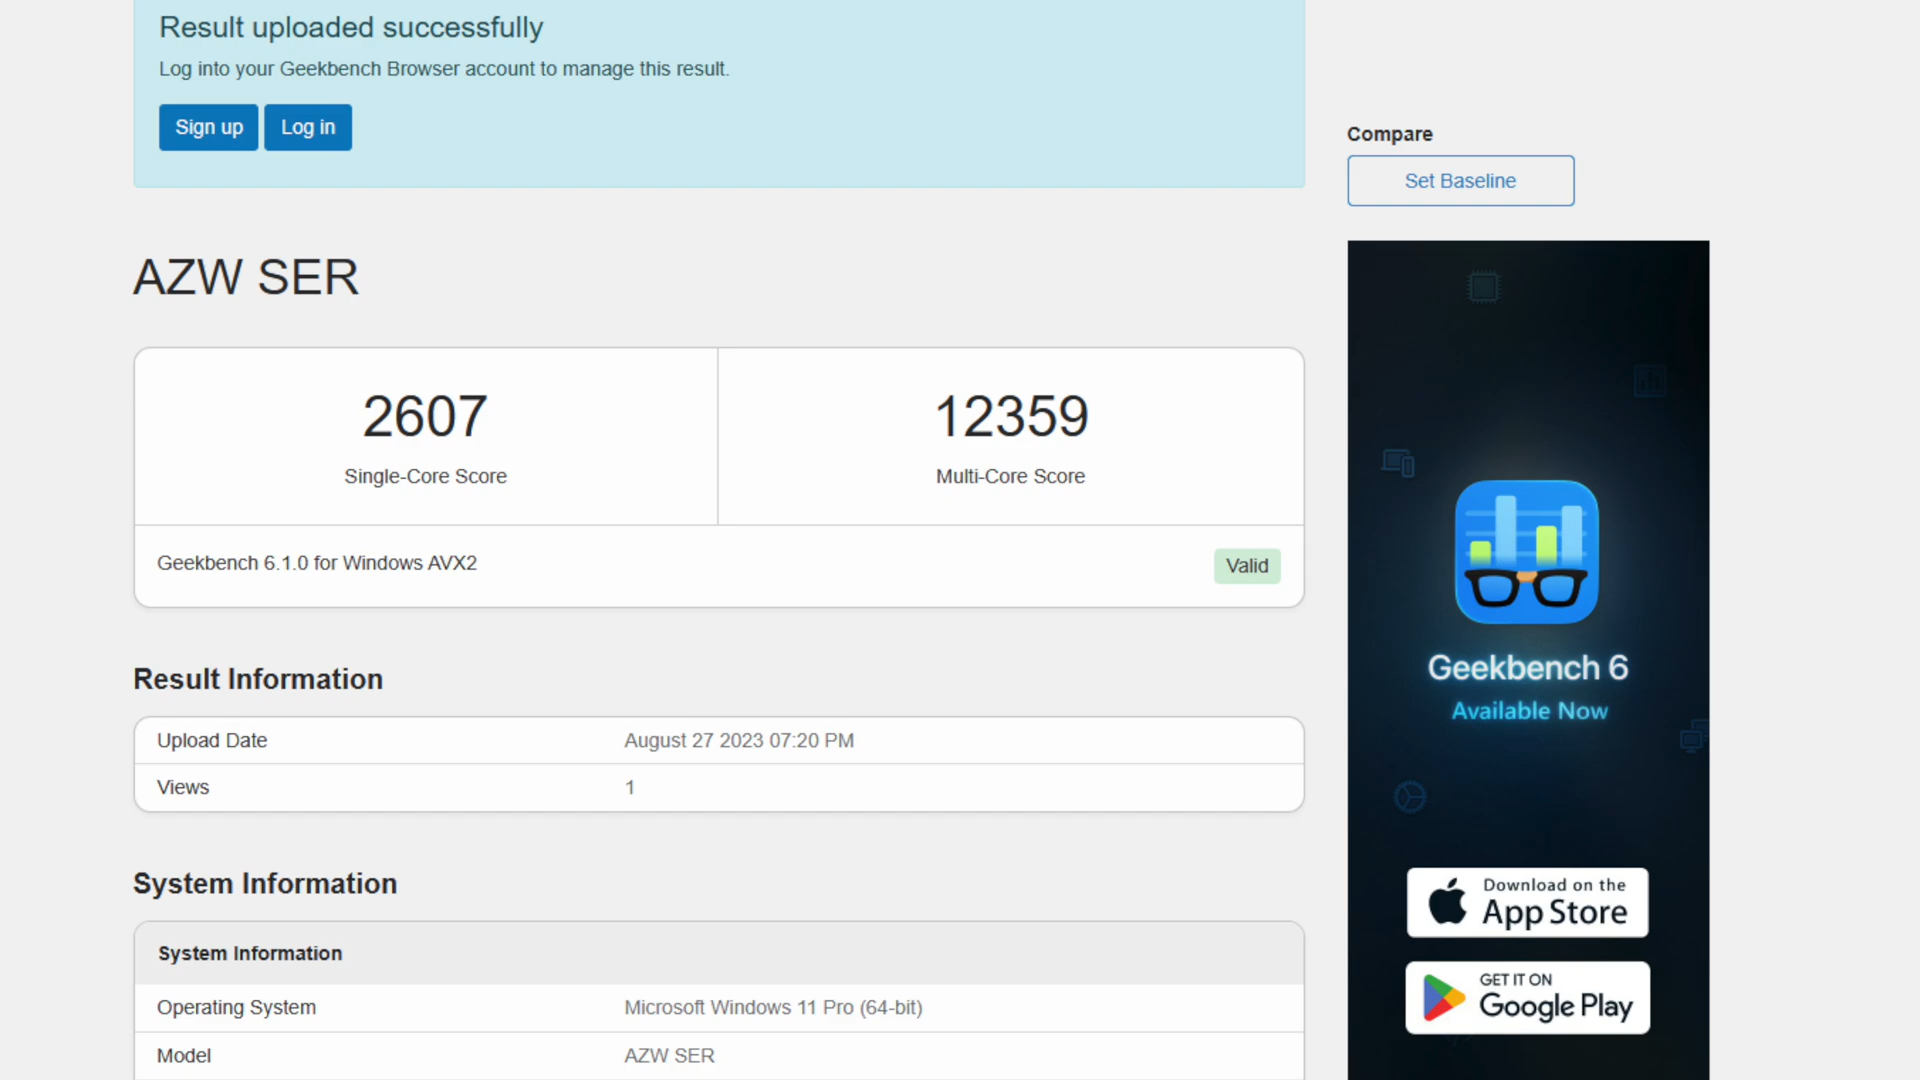 Result uploaded successfully
Log into your Geekbench Browser account to manage this result.
Sign up Log in
Compare
Set Baseline
AZW SER
2607
Single-Core Score
12359
Multi-Core Score
Geekbench 6.1.0 for Windows AVX2
Valid
Result Information
Upload Date August 27 2023 07:20 PM
Views 1
System Information
System Information
Operating System Microsoft Windows 11 Pro (64-bit)
Model AZW SER
Geekbench 6
Available Now
Download on the
App Store
GET IT ON
Google Play